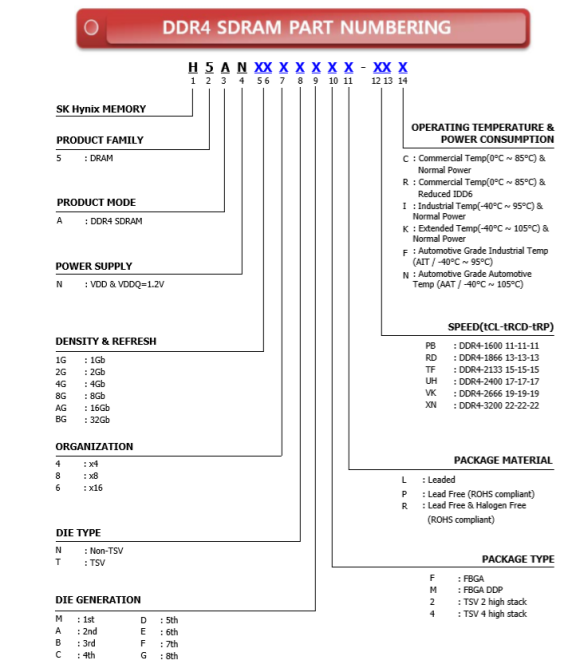 DDR4 SDRAM PART NUMBERING
H 5 A N XX X X X X X - XX X
1 2 3 4 5 6 7 8 9 10 11 12 13 14
SK Hynix MEMORY
PRODUCT FAMILY
5 : DRAM
PRODUCT MODE
A : DDR4 SDRAM
POWER SUPPLY
N : VDD & VDDQ=1.2V
DENSITY & REFRESH
1G : 1Gb
2G : 2Gb
4G : 4Gb
8G : 8Gb
AG : 16Gb
BG : 32Gb
ORGANIZATION
4 : x4
8 : x8
6 : x16
DIE TYPE
N : Non-TSV
T : TSV
DIE GENERATION
M : 1st D : 5th
A : 2nd E : 6th
B : 3rd F : 7th
C : 4th G : 8th
OPERATING TEMPERATURE &
POWER CONSUMPTION
C : Commercial Temp(0°C ~ 85°C) &
Normal Power
R : Commercial Temp(0°C ~ 85°C) &
Reduced IDD6
I : Industrial Temp(-40°C ~ 95°C) &
Normal Power
K : Extended Temp(-40°C ~ 105°C) &
Normal Power
F : Automotive Grade Industrial Temp
(AIT / -40°C ~ 95°C)
N : Automotive Grade Automotive
Temp (AAT / -40°C ~ 105°C)
SPEED(tCL-tRCD-tRP)
PB : DDR4-1600 11-11-11
RD : DDR4-1866 13-13-13
TF : DDR4-2133 15-15-15
UH : DDR4-2400 17-17-17
VK : DDR4-2666 19-19-19
XN : DDR4-3200 22-22-22
PACKAGE MATERIAL
L : Leaded
P : Lead Free (ROHS compliant)
R : Lead Free & Halogen Free
(ROHS compliant)
PACKAGE TYPE
F : FBGA
M : FBGA DDP
2 : TSV 2 high stack
4 : TSV 4 high stack